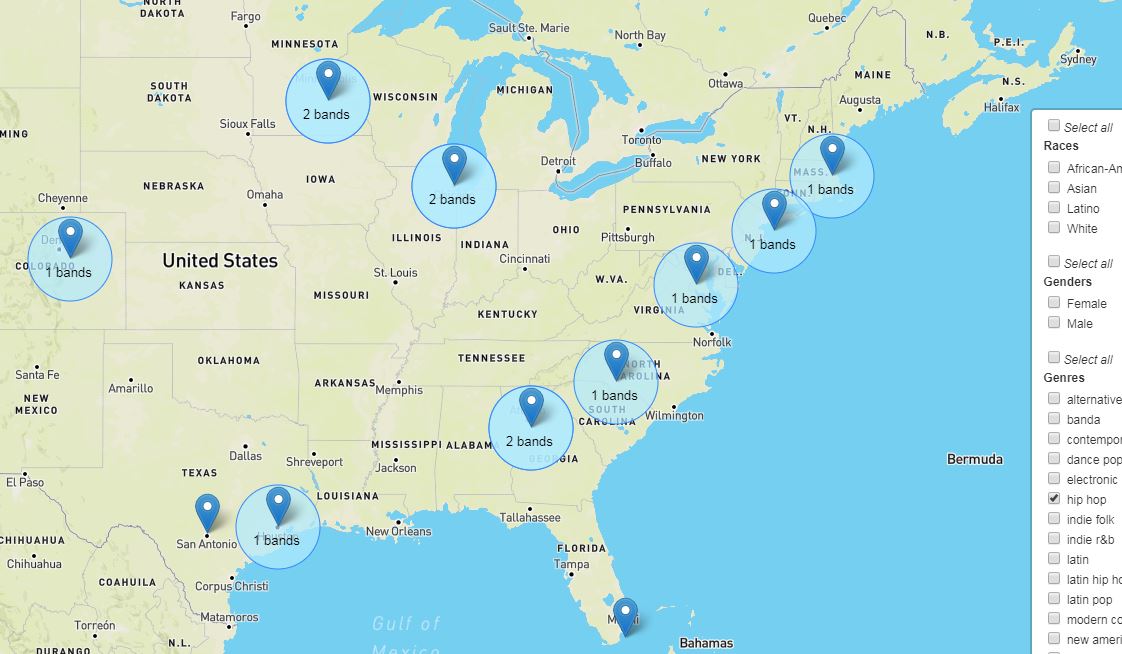 NORTH
DAKOTA
Fargo
MINNESOTA
Sault Ste. Marie
North Bay
Quebec
N.B.
P.E.I.
Sydney
N.S.
Halifax
MAINE
Augusta
Ottawa
SOUTH
DAKOTA
2 bands
WISCONSIN
MICHIGAN
VT.
N.H.
MING
Sioux Falls
Toronto
Buffalo
NEW YORK
Detroit
MASS.
1 bands
IOWA
NEBRASKA
Omaha
Cheyenne
2 bands
PENNSYLVANIA
Pittsburgh
OHIO
ILLINOIS
INDIANA
N.J.
1 bands
COLORADO
1 bands
United States
KANSAS
St. Louis
MISSOURI
Cincinnati
W.VA.
DEL.
1 bands
VIRGINIA
KENTUCKY
Norfolk
TENNESSEE
NORTH
CAROLINA
1 bands
SOUTH
CAROLINA
Wilmington
OKLAHOMA
ARKANSAS
Memphis
Santa Fe
Amarillo
NEW
MEXICO
2 bands
GEORGIA
MISSISSIPPI
ALABAMA
Dallas
Shreveport
Jackson
TEXAS
El Paso
LOUISIANA
San Antonio
1 bands
New Orleans
Tallahassee
CHIHUAHUA
Chihuahua
COAHUILA
Corpus Christi
FLORIDA
Tampa
Matamoros
Torreón
N.L.
DURANGO
Gulf of
Mexico
Miami
Bahamas
Bermuda
Select all
Races
African-Am
Asian
Latino
White
Select all
Genders
Female
Male
Select all
Genres
alternative
banda
contempor
dance pop
electronic
hip hop
indie folk
indie r&b
latin
latin hip ho
latin pop
modern co
new ameri